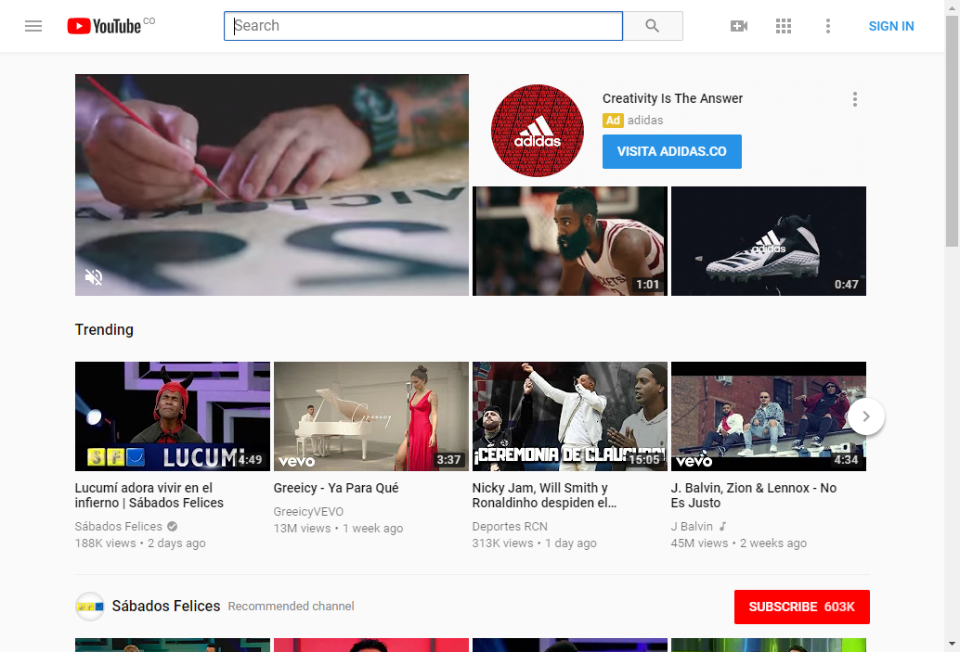 YouTube CO
Search
SIGN IN
Creativity Is The Answer
Ad adidas
VISITA ADIDAS.CO
adidas
adidas
1:01
0:47
Trending
SFL LUCUMÍ 4:49
vevo Greeicy 3:37
¡CEREMONIA DE CLAUSURA! 15:05
vevo 4:34
Lucumí adora vivir en el
infierno | Sábados Felices
Sábados Felices
188K views • 2 days ago
Greeicy - Ya Para Qué
GreeicyVEVO
13M views • 1 week ago
Nicky Jam, Will Smith y
Ronaldinho despiden el...
Deportes RCN
313K views • 1 day ago
J. Balvin, Zion & Lennox - No
Es Justo
J Balvin
45M views • 2 weeks ago
Sábados Felices Recommended channel
SUBSCRIBE 603K